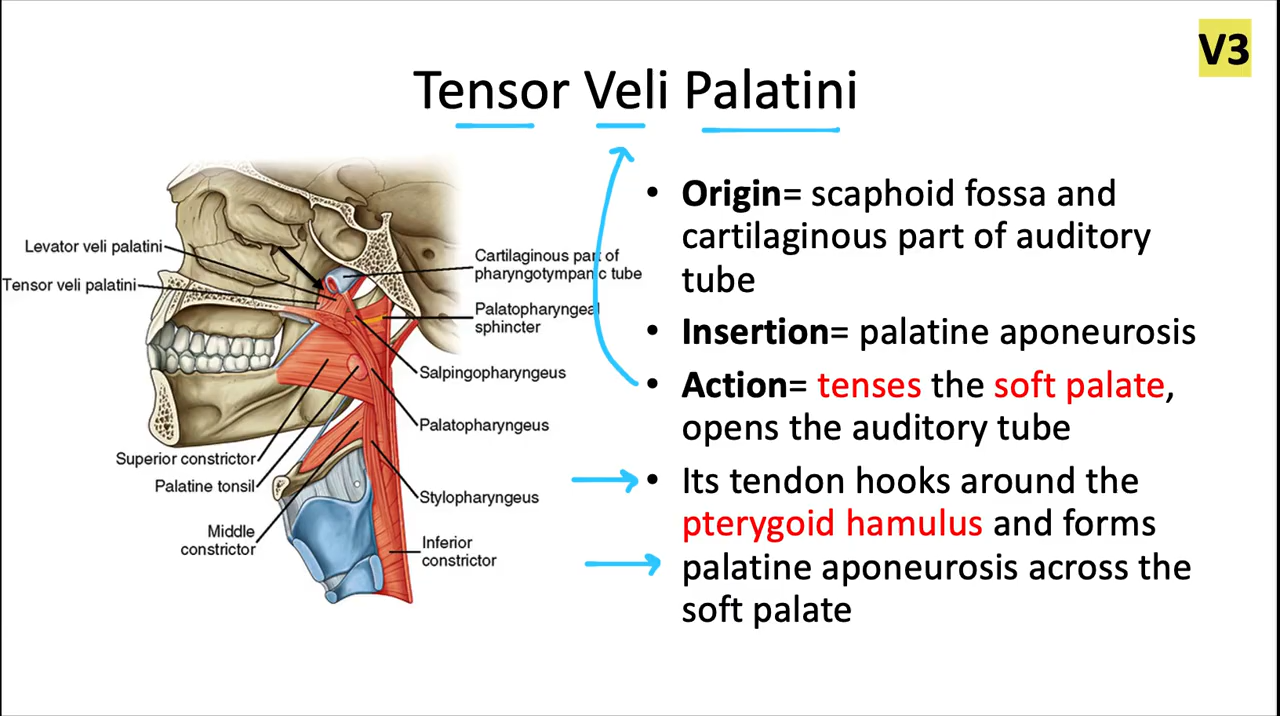 V3
Tensor Veli Palatini
Levator veli palatini
Tensor veli palatini
Cartilaginous part of
pharyngotympanic tube
Palatopharyngeal
sphincter
Salpingopharyngeus
Palatopharyngeus
Superior constrictor
Palatine tonsil
Stylopharyngeus
Middle
constrictor
Inferior
constrictor
• Origin= scaphoid fossa and
cartilaginous part of auditory
tube
• Insertion= palatine aponeurosis
• Action= tenses the soft palate,
opens the auditory tube
• Its tendon hooks around the
pterygoid hamulus and forms
palatine aponeurosis across the
soft palate